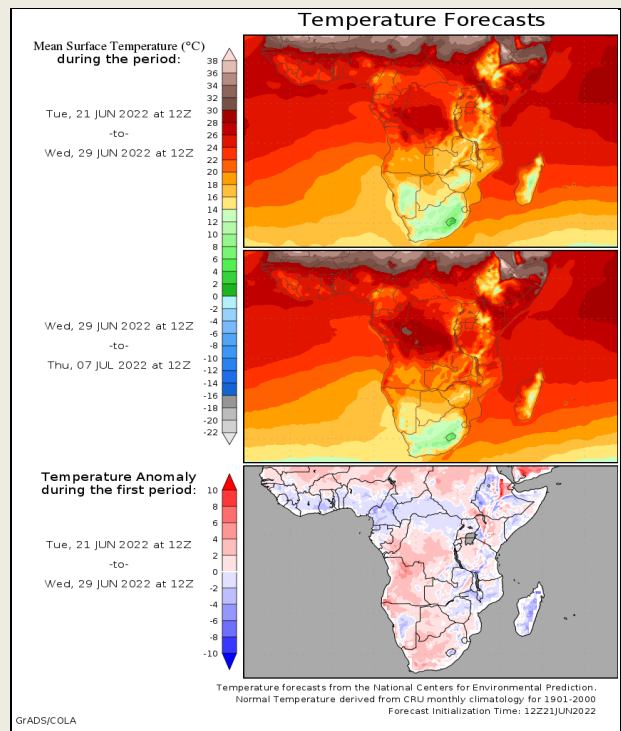 Temperature Forecasts
Mean Surface Temperature (°C)
during the period:
38
36
34
32
30
28
26
24
22
20
18
16
14
12
10
8
6
4
2
0
-2
-4
-6
-8
-10
-12
-14
-16
-18
-20
-22
Tue, 21 JUN 2022 at 12Z
-to-
Wed, 29 JUN 2022 at 12Z
Wed, 29 JUN 2022 at 12Z
-to-
Thu, 07 JUL 2022 at 12Z
Temperature Anomaly
during the first period:
10
8
6
4
2
0
-2
-4
-6
-8
-10
Tue, 21 JUN 2022 at 12Z
-to-
Wed, 29 JUN 2022 at 12Z
Temperature forecasts from the National Centers for Environmental Prediction.
Normal Temperature derived from CRU monthly climatology for 1901-2000
Forecast Initialization Time: 12Z21JUN2022
GrADS/COLA